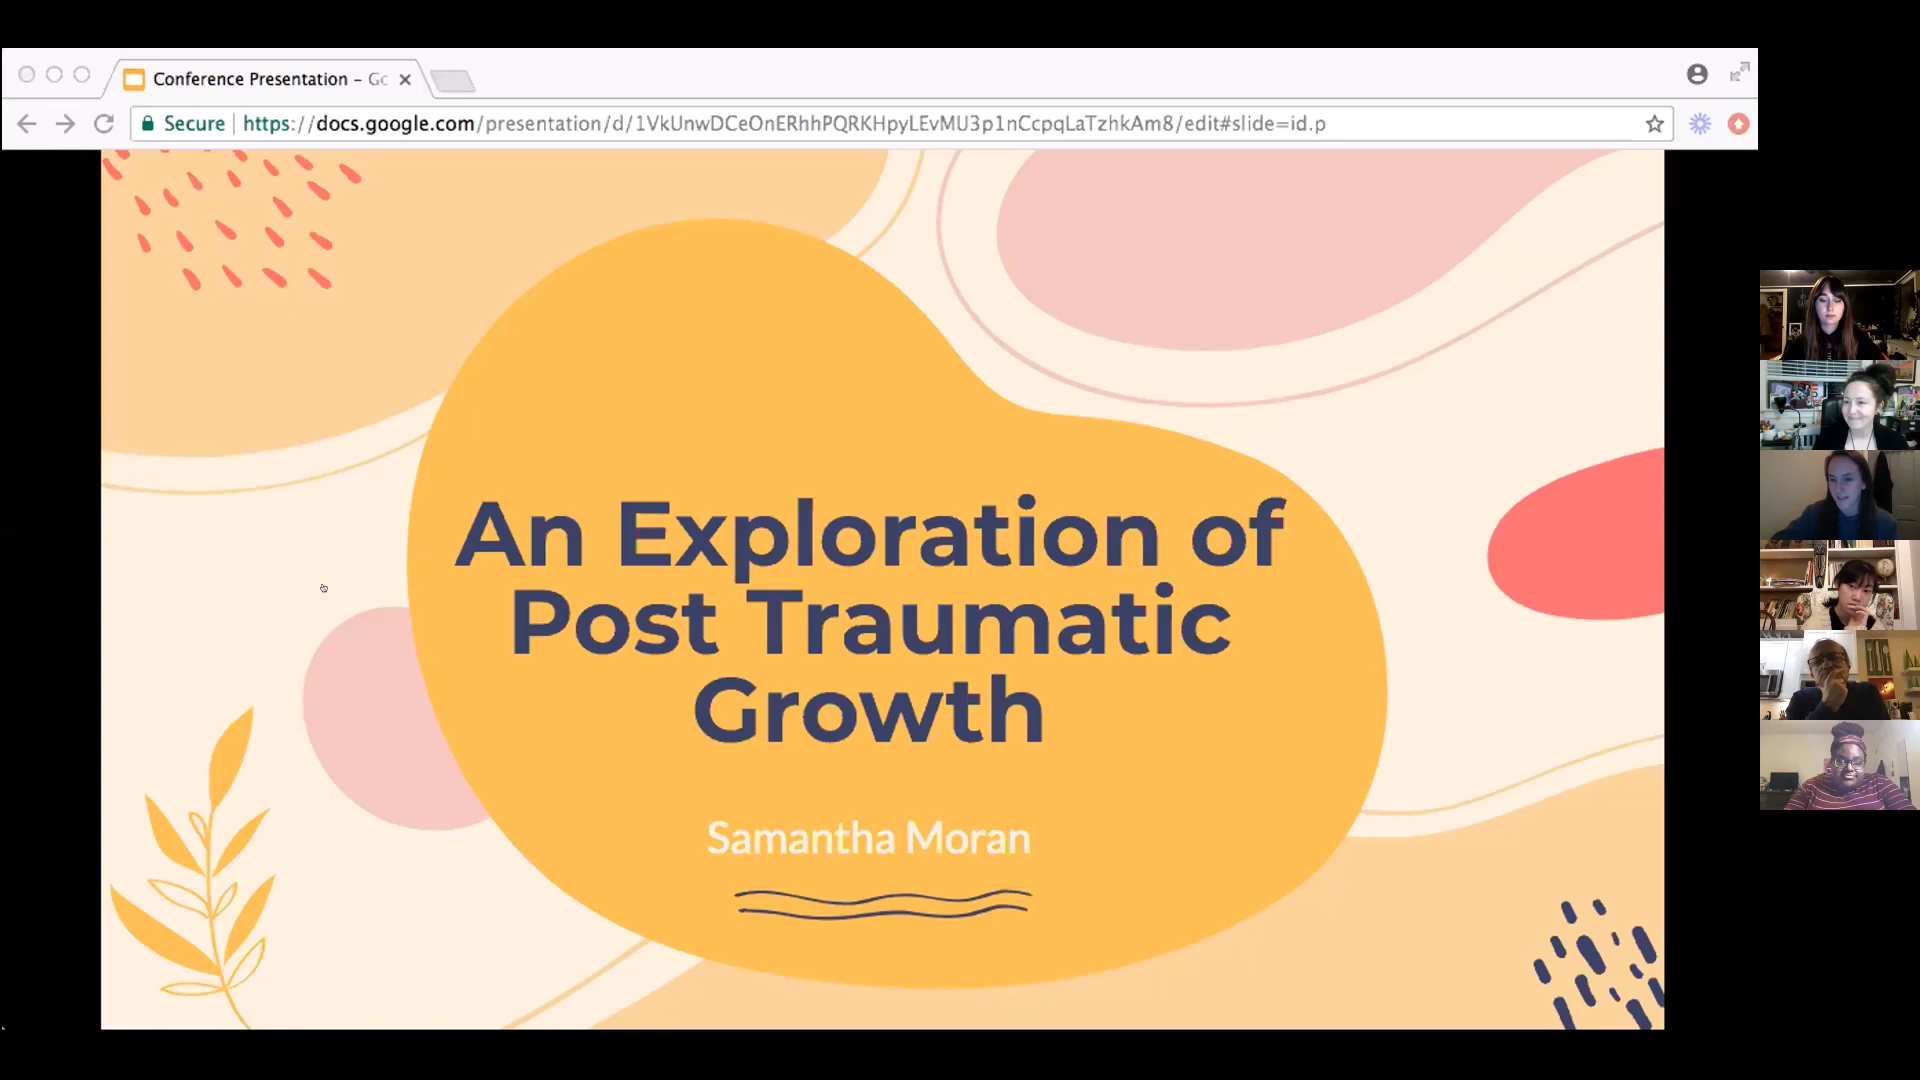 Conference Presentation – Gc
Secure
https://docs.google.com/presentation/d/1VkUnwDCeOnERhhPQRKHpyLEvMU3p1nCcpqLaTzhkAm8/edit#slide=id.p
An Exploration of
Post Traumatic
Growth
Samantha Moran